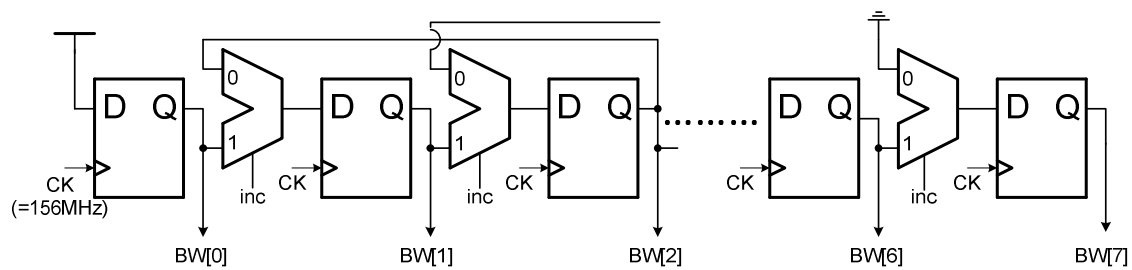 0
0
0
D Q
D Q
D Q
D Q
D Q
1
1
1
CK
(=156MHz)
inc
CK
inc
CK
CK
inc
CK
BW[0]
BW[1]
BW[2]
BW[6]
BW[7]